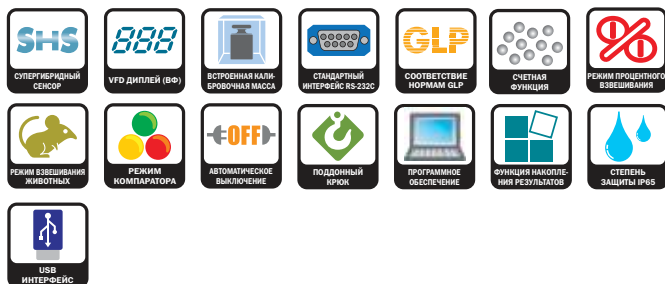 SHS
СУПЕРГИБРИДНЫЙ
СЕНСОР
888
VFD ДИСПЛЕЙ (ВФ)
ВСТРОЕННАЯ КАЛИ-
БРОВОЧНАЯ МАССА
СТАНДАРТНЫЙ
ИНТЕРФЕЙС RS-232C
GLP
СООТВЕТСТВИЕ
НОРМАМ GLP
СЧЕТНАЯ
ФУНКЦИЯ
%
РЕЖИМ ПРОЦЕНТНОГО
ВЗВЕШИВАНИЯ
РЕЖИМ ВЗВЕШИВАНИЯ
ЖИВОТНЫХ
РЕЖИМ
КОМПАРАТОРА
OFF
АВТОМАТИЧЕСКОЕ
ВЫКЛЮЧЕНИЕ
ПОДДОННЫЙ
КРЮК
ПРОГРАММНОЕ
ОБЕСПЕЧЕНИЕ
ФУНКЦИЯ НАКОПЛЕ-
НИЯ РЕЗУЛЬТАТОВ
СТЕПЕНЬ
ЗАЩИТЫ IP65
USB
ИНТЕРФЕЙС